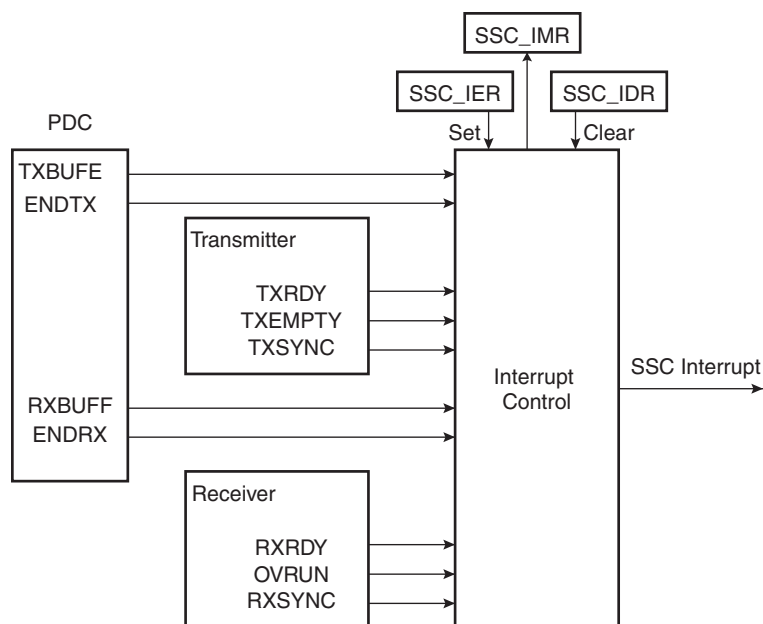 SSC_IMR
SSC_IER
SSC_IDR
PDC
Set
Clear
TXBUFE
ENDTX
Transmitter
TXRDY
TXEMPTY
TXSYNC
RXBUFF
ENDRX
Interrupt
Control
SSC Interrupt
Receiver
RXRDY
OVRUN
RXSYNC